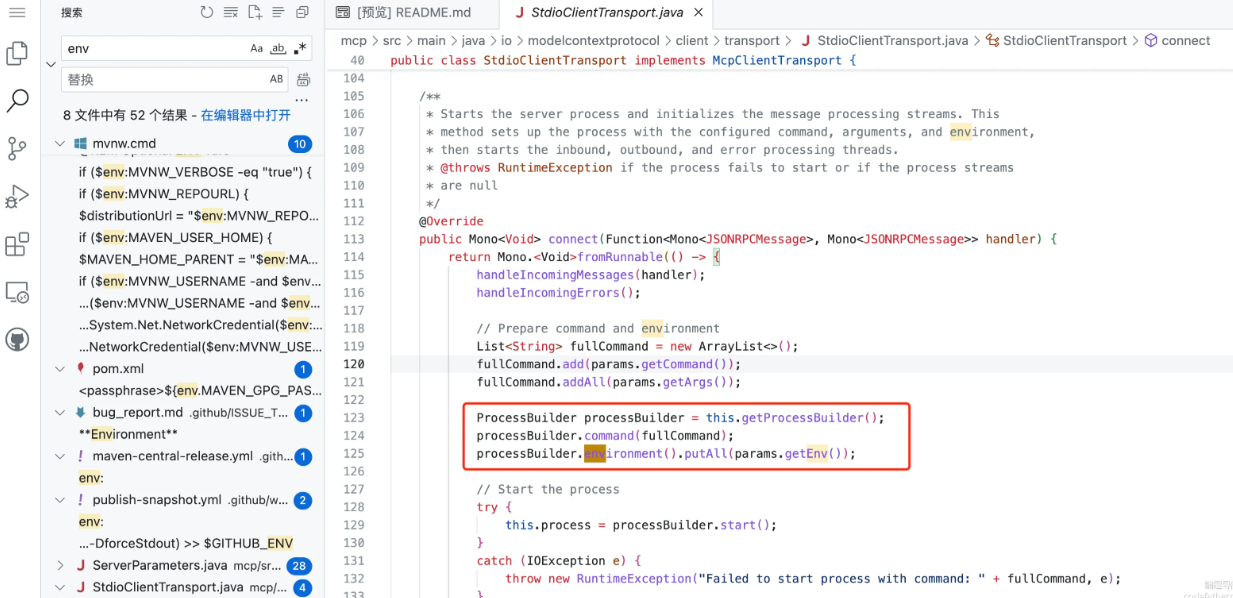 搜索
env
Aa ab .*
替换
AB
...
8 文件中有 52 个结果 - 在编辑器中打开
mvnw.cmd 10
if ($env:MVNW_VERBOSE -eq "true") {
if ($env:MVNW_REPOURL) {
$distributionUrl = "$env:MVNW_REPO...
if ($env:MAVEN_USER_HOME) {
$MAVEN_HOME_PARENT = "$env:MA...
if ($env:MVNW_USERNAME -and $env...
...($env:MVNW_USERNAME -and $env...
...System.Net.NetworkCredential($env:...
...NetworkCredential($env:MVNW_USE...
pom.xml 1
<passphrase>${env.MAVEN_GPG_PAS...
bug_report.md .github/ISSUE_T... 1
**Environment**
! maven-central-release.yml .gith... 1
env:
! publish-snapshot.yml .github/w... 2
env:
...-DforceStdout) >> $GITHUB_ENV
J ServerParameters.java mcp/sr... 28
J StdioClientTransport.java mcp/... 4
[预览] README.md
J StdioClientTransport.java ×
mcp > src > main > java > io > modelcontextprotocol > client > transport > J StdioClientTransport.java > StdioClientTransport > connect
40 public class StdioClientTransport implements McpClientTransport {
104
105 /**
106 * Starts the server process and initializes the message processing streams. This
107 * method sets up the process with the configured command, arguments, and environment,
108 * then starts the inbound, outbound, and error processing threads.
109 * @throws RuntimeException if the process fails to start or if the process streams
110 * are null
111 */
112 @Override
113 public Mono<Void> connect(Function<Mono<JSONRPCMessage>, Mono<JSONRPCMessage>> handler) {
114 return Mono.<Void>fromRunnable(() -> {
115 handleIncomingMessages(handler);
116 handleIncomingErrors();
117
118 // Prepare command and environment
119 List<String> fullCommand = new ArrayList<>();
120 fullCommand.add(params.getCommand());
121 fullCommand.addAll(params.getArgs());
122
123 ProcessBuilder processBuilder = this.getProcessBuilder();
124 processBuilder.command(fullCommand);
125 processBuilder.environment().putAll(params.getEnv());
126
127 // Start the process
128 try {
129 this.process = processBuilder.start();
130 }
131 catch (IOException e) {
132 throw new RuntimeException("Failed to start process with command: " + fullCommand, e);
133 }